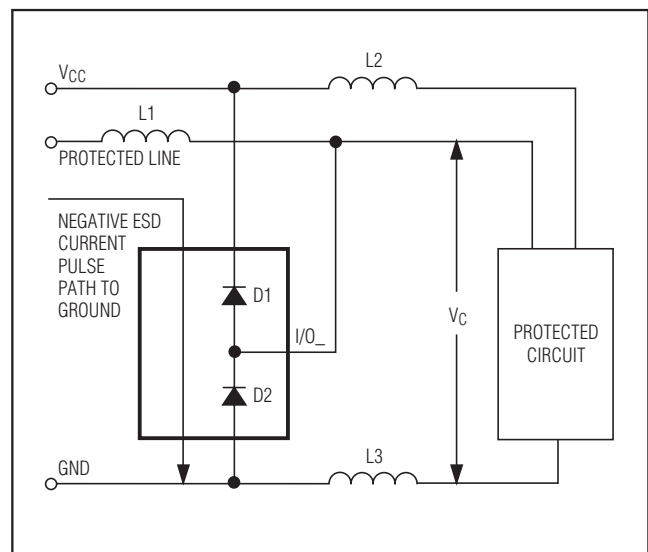 VCC
L2
L1
PROTECTED LINE
NEGATIVE ESD
CURRENT
PULSE
PATH TO
GROUND
D1
I/O_
VC
PROTECTED
CIRCUIT
D2
GND
L3